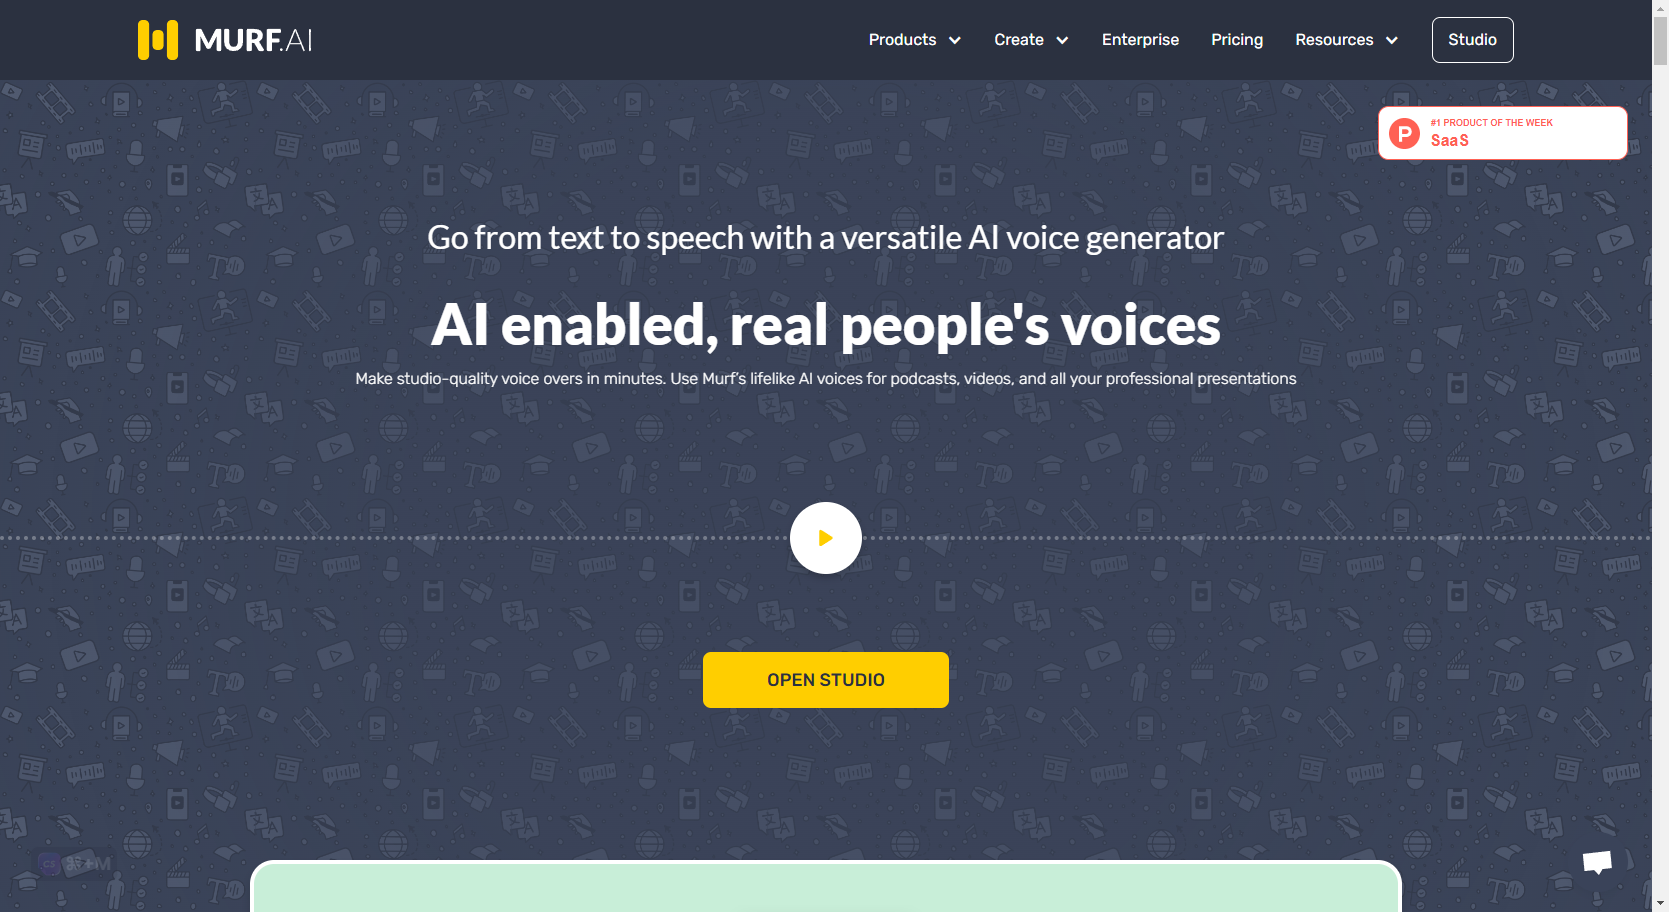 MURF.AI
Products
Create
Enterprise
Pricing
Resources
Studio
#1 PRODUCT OF THE WEEK
SaaS
Go from text to speech with a versatile AI voice generator
AI enabled, real people's voices
Make studio-quality voice overs in minutes. Use Murf's lifelike AI voices for podcasts, videos, and all your professional presentations
OPEN STUDIO
⌘+M